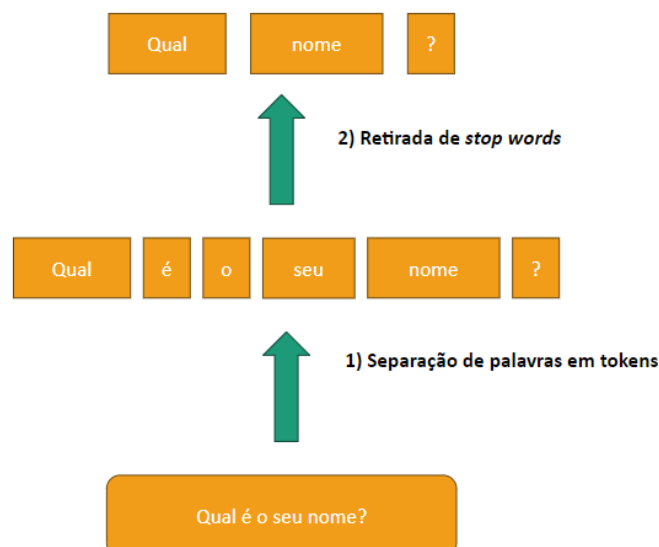 Qual nome ?
2) Retirada de stop words
Qual é o seu nome ?
1) Separação de palavras em tokens
Qual é o seu nome?